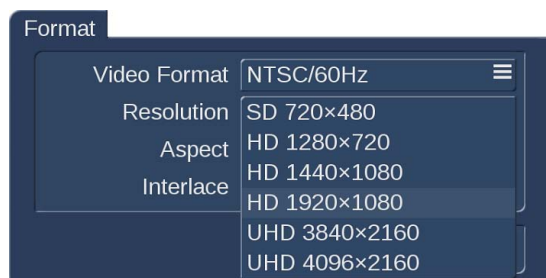 Format
Video Format NTSC/60Hz
Resolution SD 720×480
Aspect HD 1280×720
HD 1440×1080
Interlace HD 1920×1080
UHD 3840×2160
UHD 4096×2160